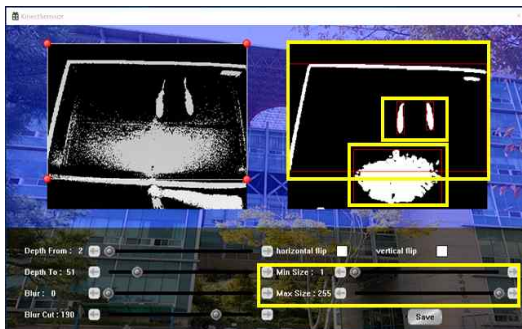 KinectSensor
Depth From : 2
horizontal flip
vertical flip
Depth To : 51
Min Size : 1
Blur : 0
Max Size : 255
Blur Cut : 190
Save